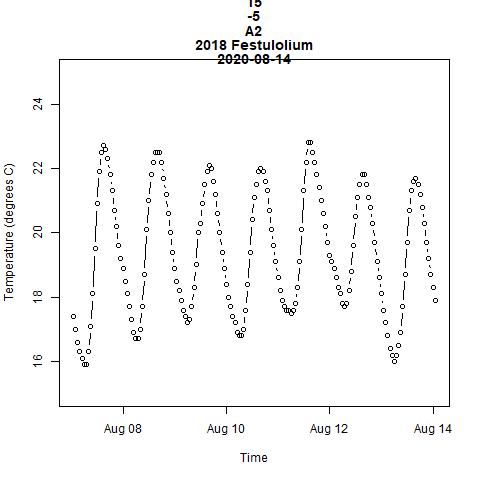 15
-5
A2
2018 Festulolium
2020-08-14
Temperature (degrees C)
24
22
20
18
16
Aug 08
Aug 10
Aug 12
Aug 14
Time